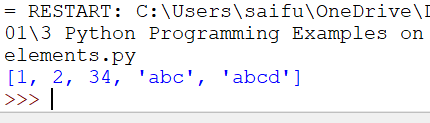 = RESTART: C:\Users\saifu\OneDrive\
01\3 Python Programming Examples on
elements.py
[1, 2, 34, 'abc', 'abcd']
>>>